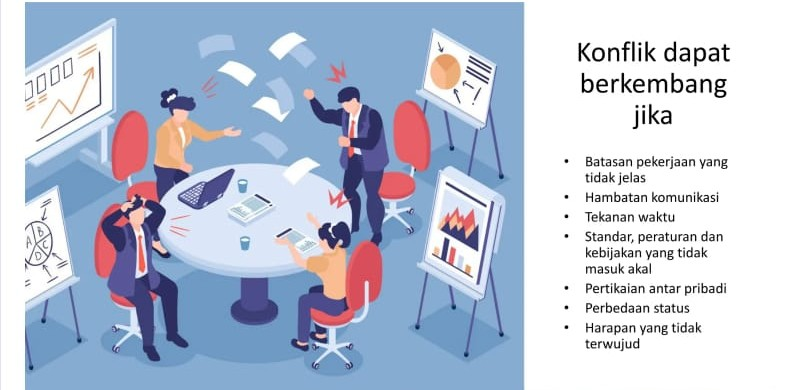 Konflik dapat
berkembang
jika
• Batasan pekerjaan yang
tidak jelas
• Hambatan komunikasi
• Tekanan waktu
• Standar, peraturan dan
kebijakan yang tidak
masuk akal
• Pertikaian antar pribadi
• Perbedaan status
• Harapan yang tidak
terwujud
A
B
D
C